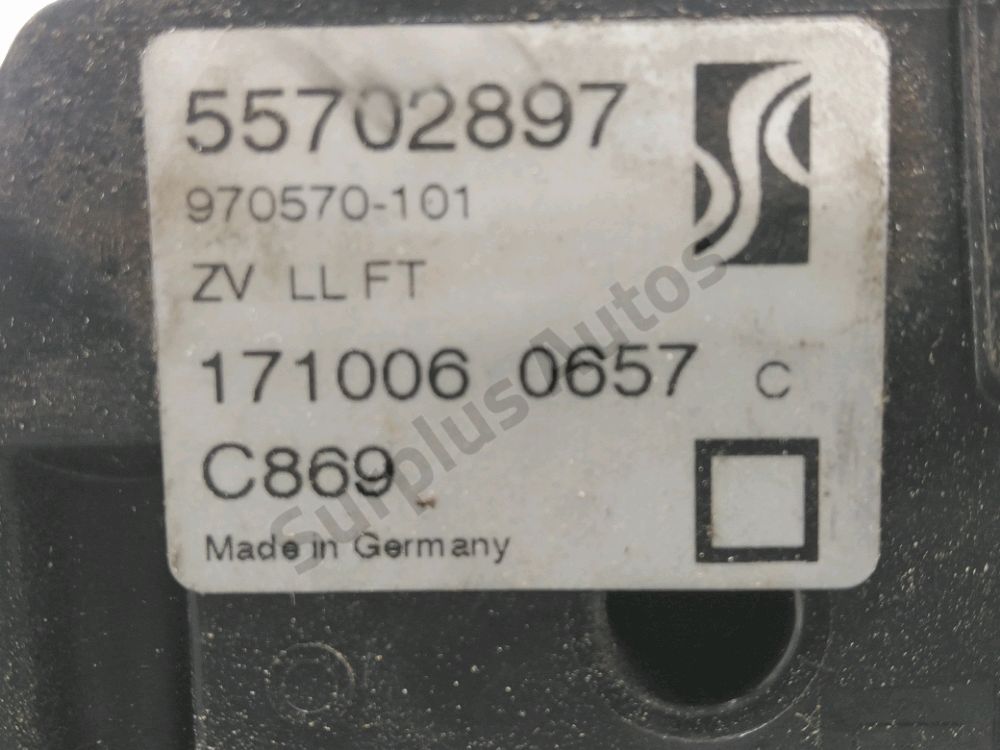 55702897
970570-101
ZV LL FT
171006 0657 C
C869
Made in Germany
SurplusAutos